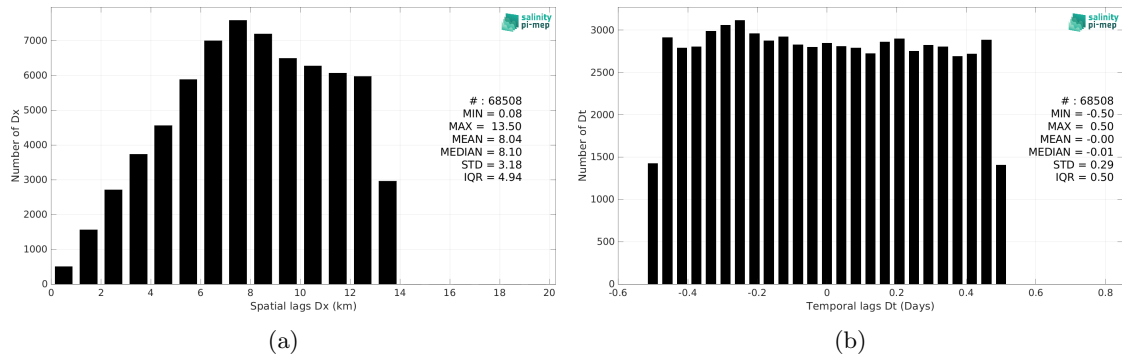 7000
6000
5000
4000
3000
2000
1000
0
Number of Dx
0 2 4 6 8 10 12 14 16 18 20
Spatial lags Dx (km)
salinity
pi-mep
# : 68508
MIN = 0.08
MAX = 13.50
MEAN = 8.04
MEDIAN = 8.10
STD = 3.18
IQR = 4.94
(a)
3000
2500
2000
1500
1000
500
0
Number of Dt
-0.6 -0.4 -0.2 0 0.2 0.4 0.6 0.8
Temporal lags Dt (Days)
salinity
pi-mep
# : 68508
MIN = -0.50
MAX = 0.50
MEAN = -0.00
MEDIAN = -0.01
STD = 0.29
IQR = 0.50
(b)